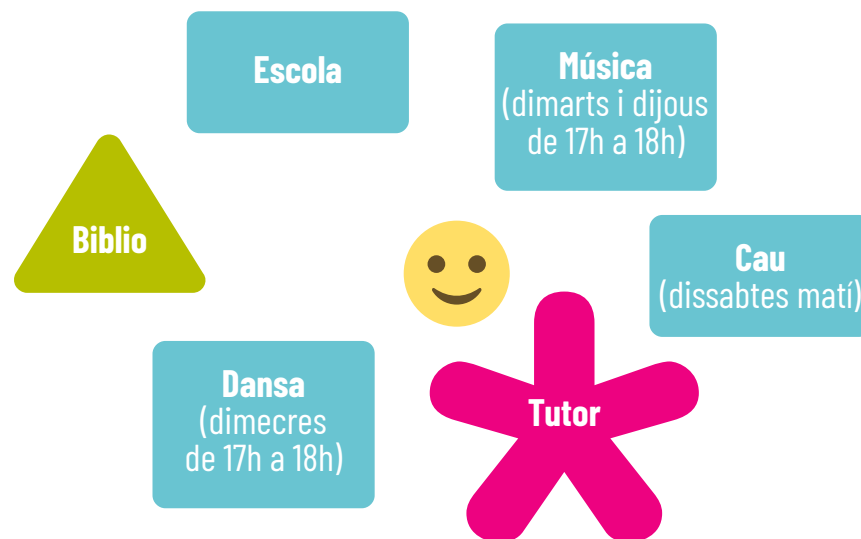 Escola
Música
(dimarts i dijous
de 17h a 18h)
Biblio
Cau
(dissabtes matí)
Dansa
(dimecres
de 17h a 18h)
Tutor